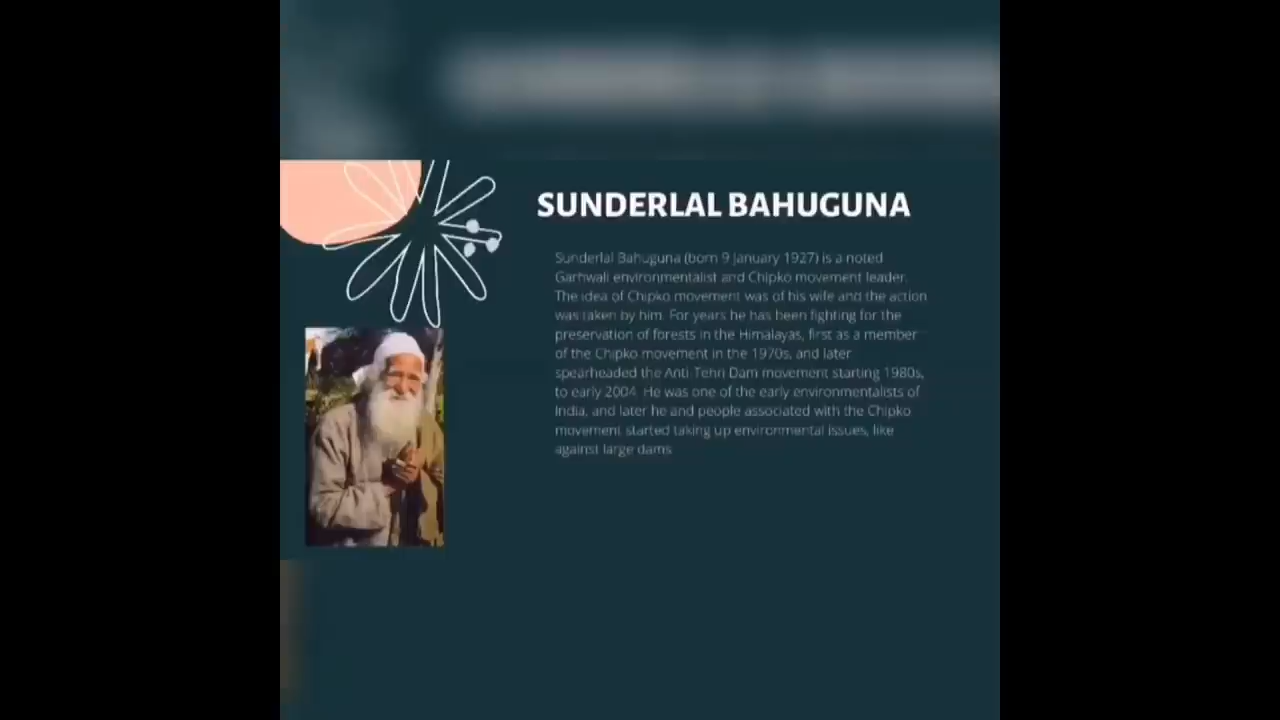 SUNDERLAL BAHUGUNA
Sunderlal Bahuguna (born 9 January 1927) is a noted
Garhwali environmentalist and Chipko movement leader.
The idea of Chipko movement was of his wife and the action
was taken by him. For years he has been fighting for the
preservation of forests in the Himalayas, first as a member
of the Chipko movement in the 1970s, and later
spearheaded the Anti-Tehri Dam movement starting 1980s,
to early 2004. He was one of the early environmentalists of
India, and later he and people associated with the Chipko
movement started taking up environmental issues, like
against large dams